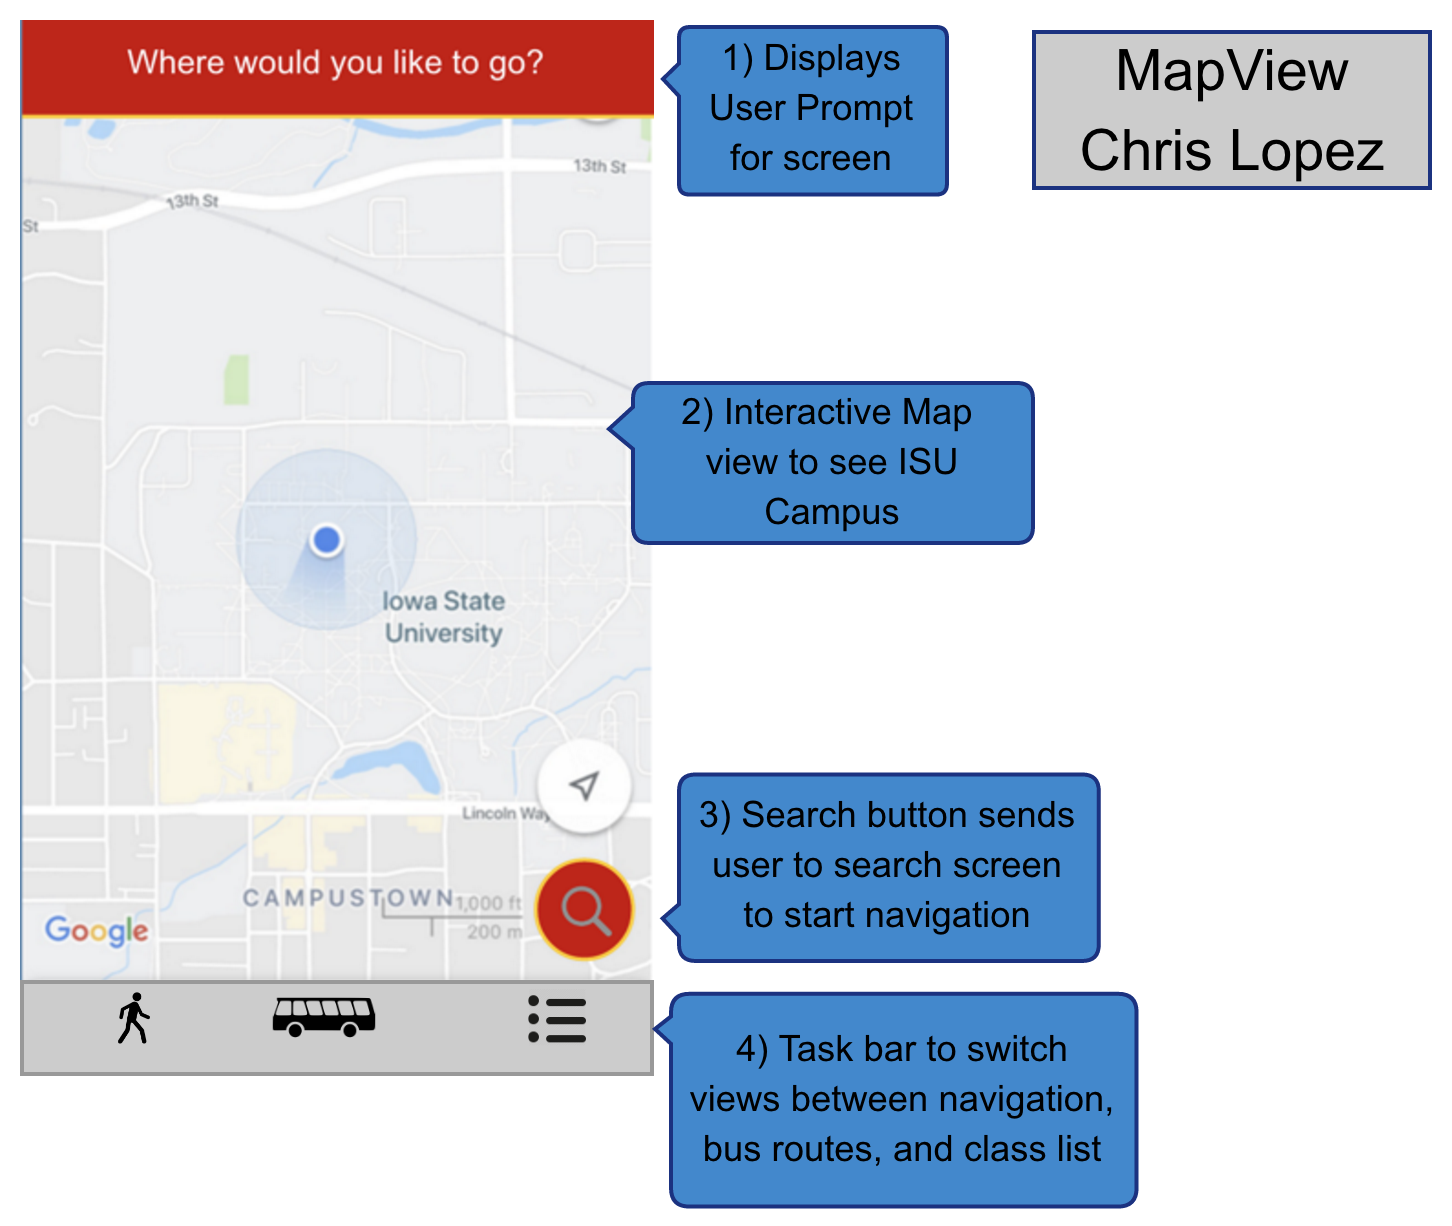 Where would you like to go?
1) Displays
User Prompt
for screen
MapView
Chris Lopez
13th St
13th St
St
2) Interactive Map
view to see ISU
Campus
Iowa State
University
Lincoln Way
3) Search button sends
user to search screen
to start navigation
CAMPUSTOWN
1,000 ft
200 m
Google
4) Task bar to switch
views between navigation,
bus routes, and class list